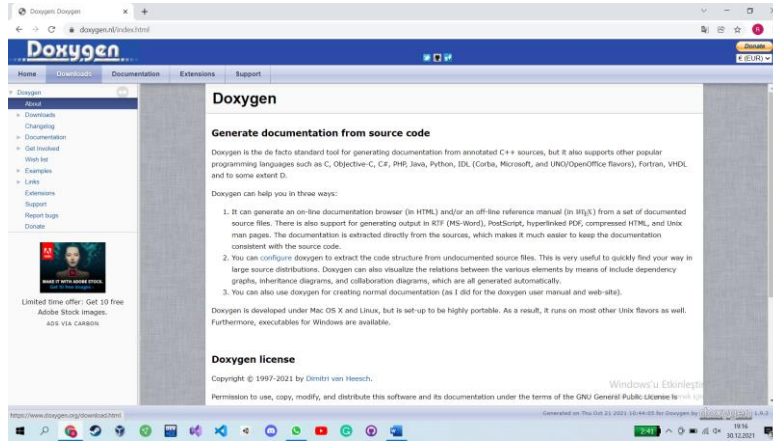 Doxygen: Doxygen
doxygen.nl/index.html
Doxygen
Donate
€ (EUR)
Home Downloads Documentation Extensions Support
Doxygen
About
Downloads
Changelog
Documentation
Get Involved
Wish list
Examples
Links
Extensions
Support
Report bugs
Donate
MAKE IT WITH ADOBE STOCK.
Get 10 free images
Limited time offer: Get 10 free
Adobe Stock images.
ADS VIA CARBON
Doxygen
Generate documentation from source code
Doxygen is the de facto standard tool for generating documentation from annotated C++ sources, but it also supports other popular
programming languages such as C, Objective-C, C#, PHP, Java, Python, IDL (Corba, Microsoft, and UNO/OpenOffice flavors), Fortran, VHDL
and to some extent D.
Doxygen can help you in three ways:
1. It can generate an on-line documentation browser (in HTML) and/or an off-line reference manual (in LATEX) from a set of documented
source files. There is also support for generating output in RTF (MS-Word), PostScript, hyperlinked PDF, compressed HTML, and Unix
man pages. The documentation is extracted directly from the sources, which makes it much easier to keep the documentation
consistent with the source code.
2. You can configure doxygen to extract the code structure from undocumented source files. This is very useful to quickly find your way in
large source distributions. Doxygen can also visualize the relations between the various elements by means of include dependency
graphs, inheritance diagrams, and collaboration diagrams, which are all generated automatically.
3. You can also use doxygen for creating normal documentation (as I did for the doxygen user manual and web-site).
Doxygen is developed under Mac OS X and Linux, but is set-up to be highly portable. As a result, it runs on most other Unix flavors as well.
Furthermore, executables for Windows are available.
Doxygen license
Copyright © 1997-2021 by Dimitri van Heesch.
Windows'u Etkinleştir
Permission to use, copy, modify, and distribute this software and its documentation under the terms of the GNU General Public License is
https://www.doxygen.org/download.html
Generated on Thu Oct 21 2021 10:44:05 for Doxygen by doxygen 1.9.2
2:41
19:16
30.12.2021